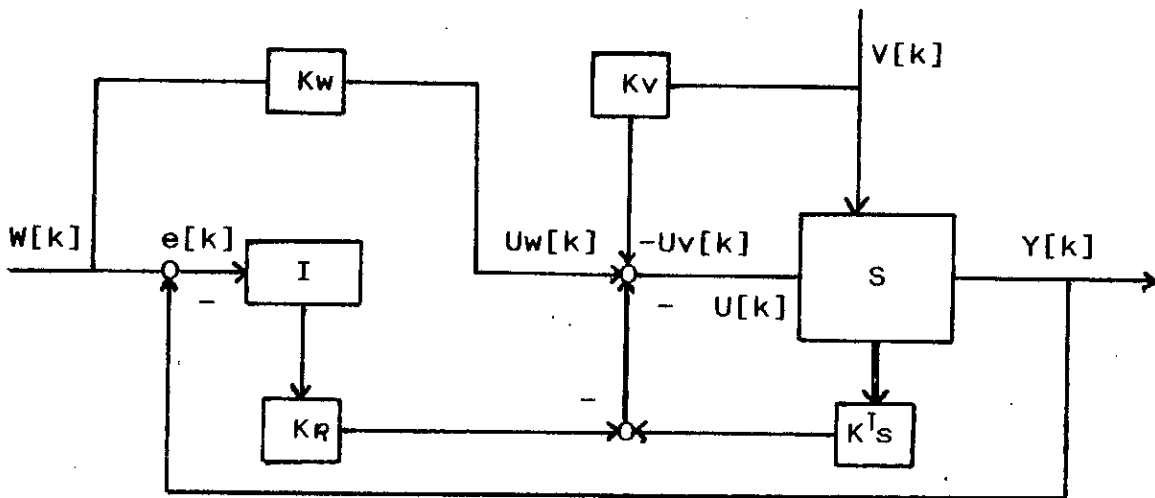 V[k]
Kw
Kv
W[k]
e[k]
Uw[k]
-Uv[k]
Y[k]
I
S
-
-
U[k]
-
KR
KTs